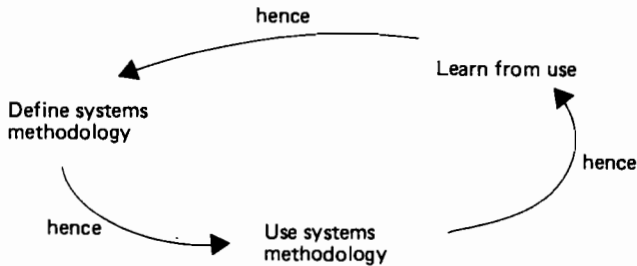 hence
Learn from use
Define systems
methodology
hence
hence
Use systems
methodology